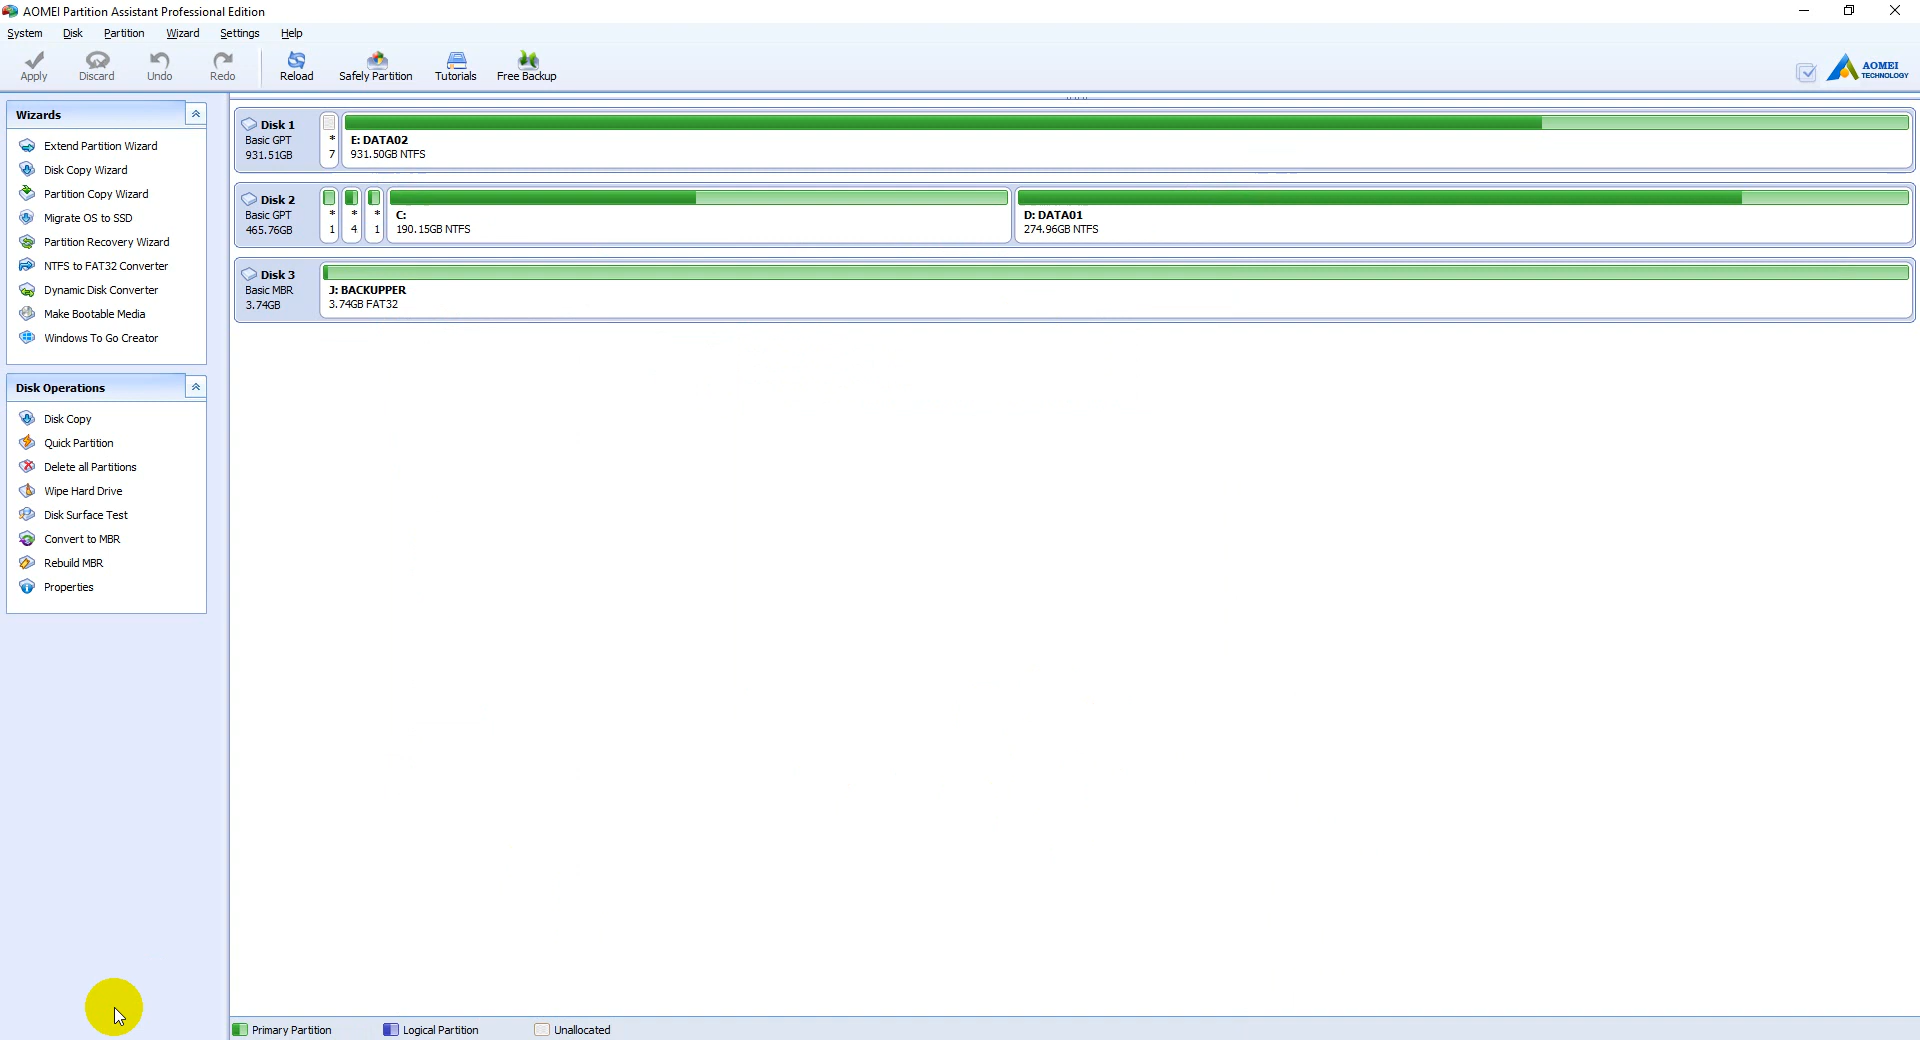 AOMEI Partition Assistant Professional Edition
System Disk Partition Wizard Settings Help
Apply Discard Undo Redo Reload Safely Partition Tutorials Free Backup
AOMEI
TECHNOLOGY
Wizards
Extend Partition Wizard
Disk Copy Wizard
Partition Copy Wizard
Migrate OS to SSD
Partition Recovery Wizard
NTFS to FAT32 Converter
Dynamic Disk Converter
Make Bootable Media
Windows To Go Creator
Disk Operations
Disk Copy
Quick Partition
Delete all Partitions
Wipe Hard Drive
Disk Surface Test
Convert to MBR
Rebuild MBR
Properties
Disk 1
Basic GPT
931.51GB
*
7
E: DATA02
931.50GB NTFS
Disk 2
Basic GPT
465.76GB
*
1
*
4
*
1
C:
190.15GB NTFS
D: DATA01
274.96GB NTFS
Disk 3
Basic MBR
3.74GB
J: BACKUPPER
3.74GB FAT32
Primary Partition Logical Partition Unallocated